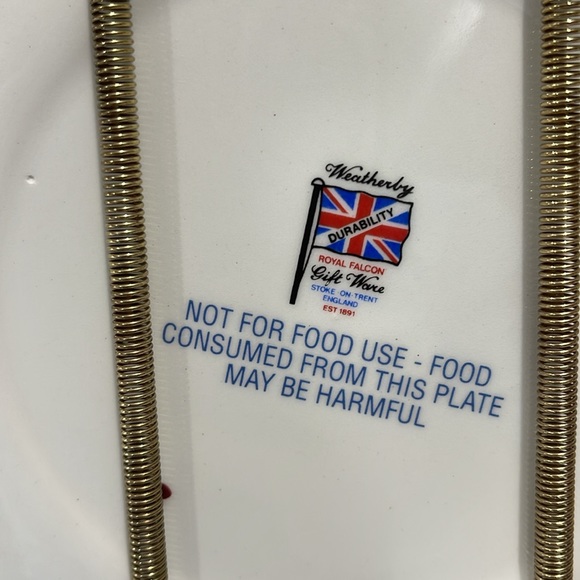 Weatherby
DURABILITY
ROYAL FALCON
Gift Ware
STOKE ON-TRENT
ENGLAND
EST 1891
NOT FOR FOOD USE - FOOD
CONSUMED FROM THIS PLATE
MAY BE HARMFUL